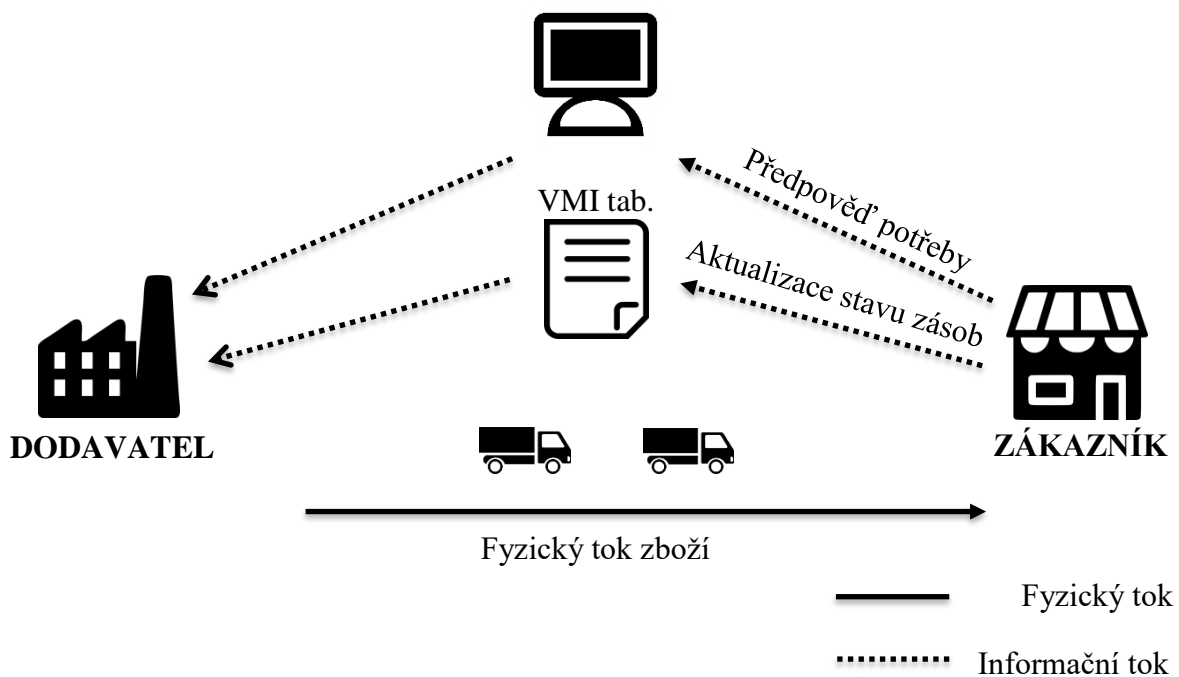 VMI tab.
Předpověď potřeby
Aktualizace stavu zásob
DODAVATEL
ZÁKAZNÍK
Fyzický tok zboží
Fyzický tok
Informační tok